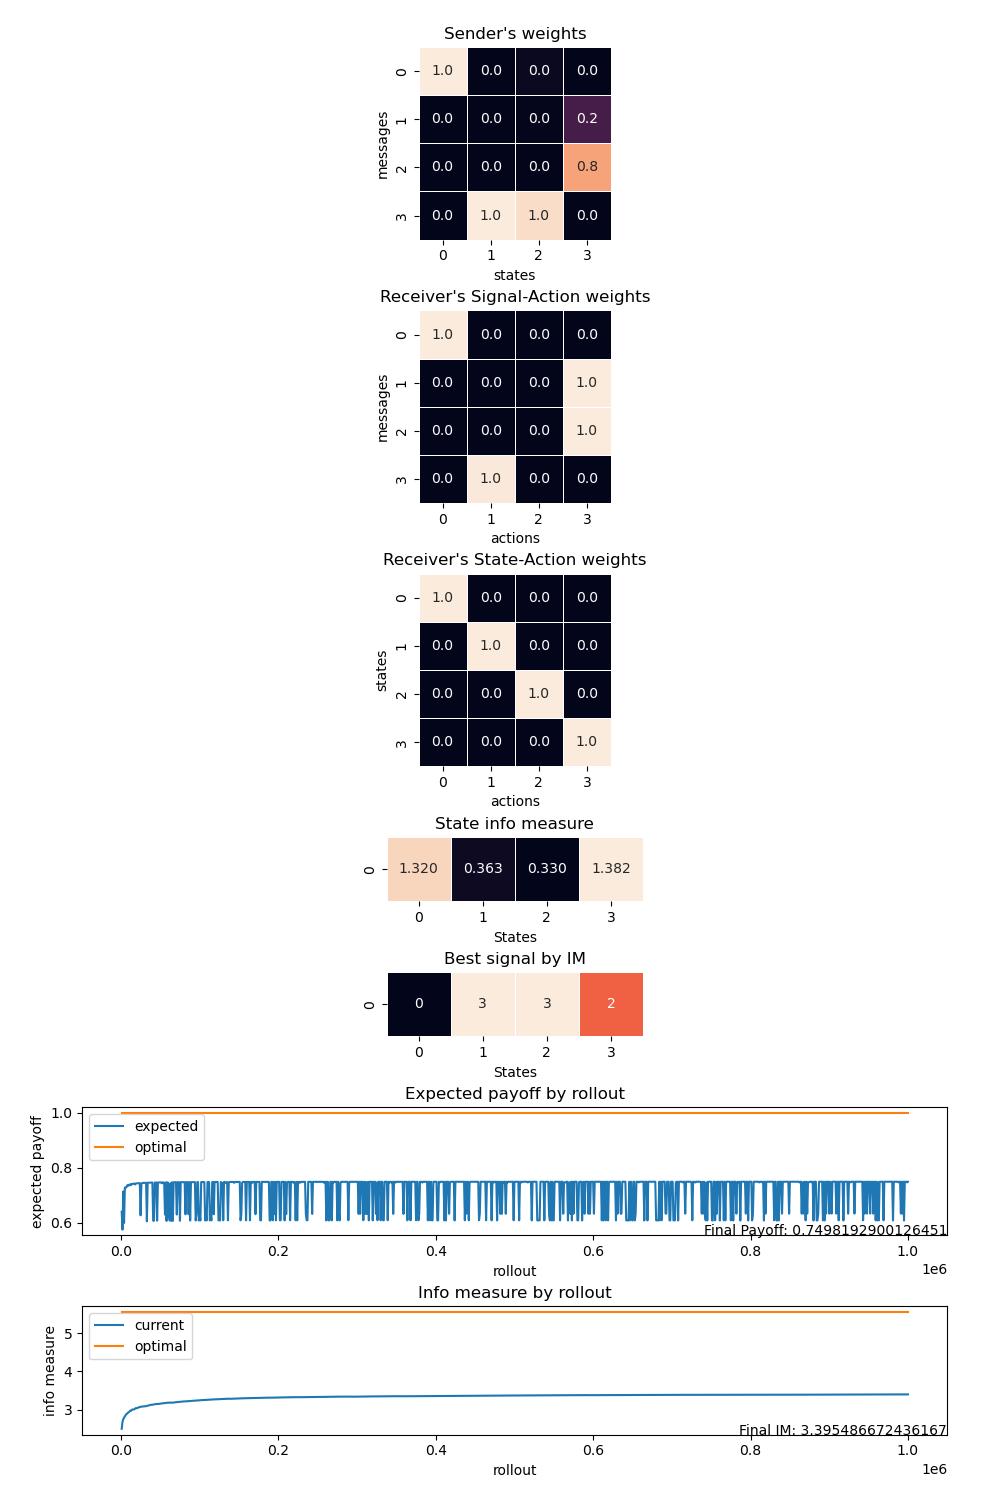 Sender's weights
0 1.0 0.0 0.0 0.0
1 0.0 0.0 0.0 0.2
2 0.0 0.0 0.0 0.8
3 0.0 1.0 1.0 0.0
messages
0 1 2 3
states
Receiver's Signal-Action weights
0 1.0 0.0 0.0 0.0
1 0.0 0.0 0.0 1.0
2 0.0 0.0 0.0 1.0
3 0.0 1.0 0.0 0.0
messages
0 1 2 3
actions
Receiver's State-Action weights
0 1.0 0.0 0.0 0.0
1 0.0 1.0 0.0 0.0
2 0.0 0.0 1.0 0.0
3 0.0 0.0 0.0 1.0
states
0 1 2 3
actions
State info measure
0 1.320 0.363 0.330 1.382
0 1 2 3
States
Best signal by IM
0 0 3 3 2
0 1 2 3
States
Expected payoff by rollout
expected payoff
1.0
0.8
0.6
expected
optimal
Final Payoff: 0.7498192900126451
0.0 0.2 0.4 0.6 0.8 1.0
1e6
rollout
Info measure by rollout
info measure
5
4
3
current
optimal
Final IM: 3.395486672436167
0.0 0.2 0.4 0.6 0.8 1.0
1e6
rollout